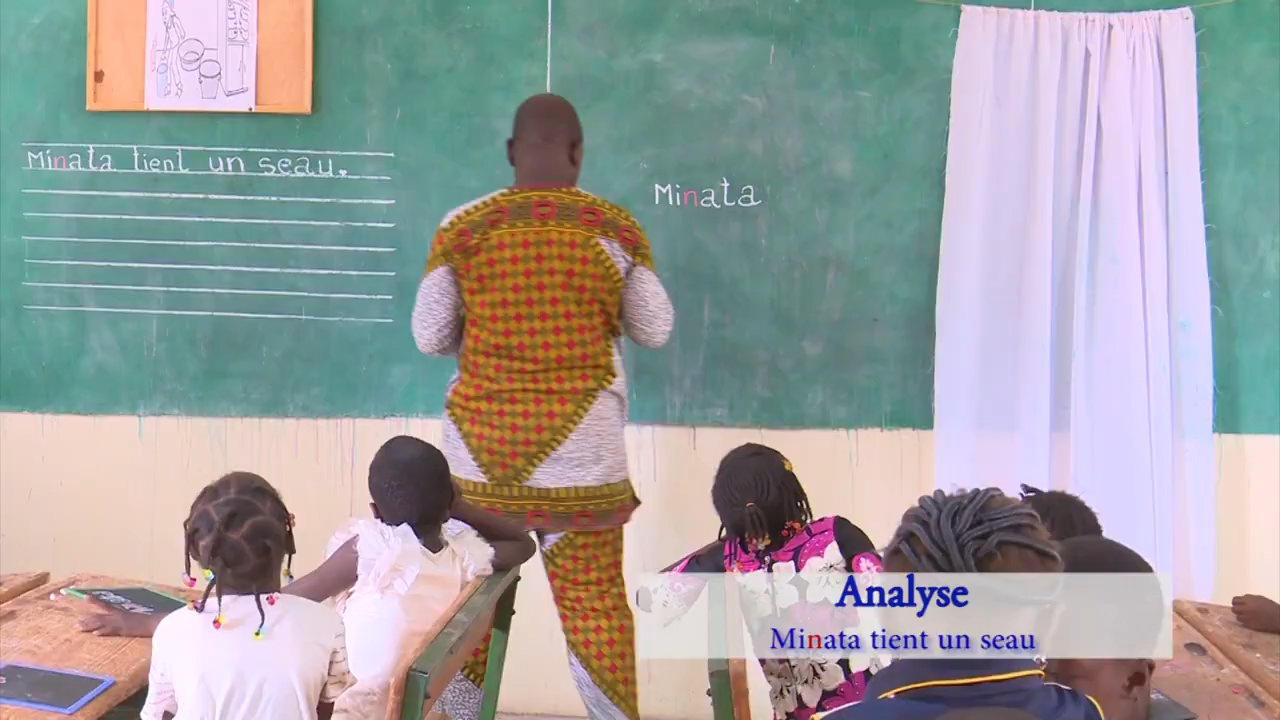 Minata tient un seau.
Minata
Analyse
Minata tient un seau